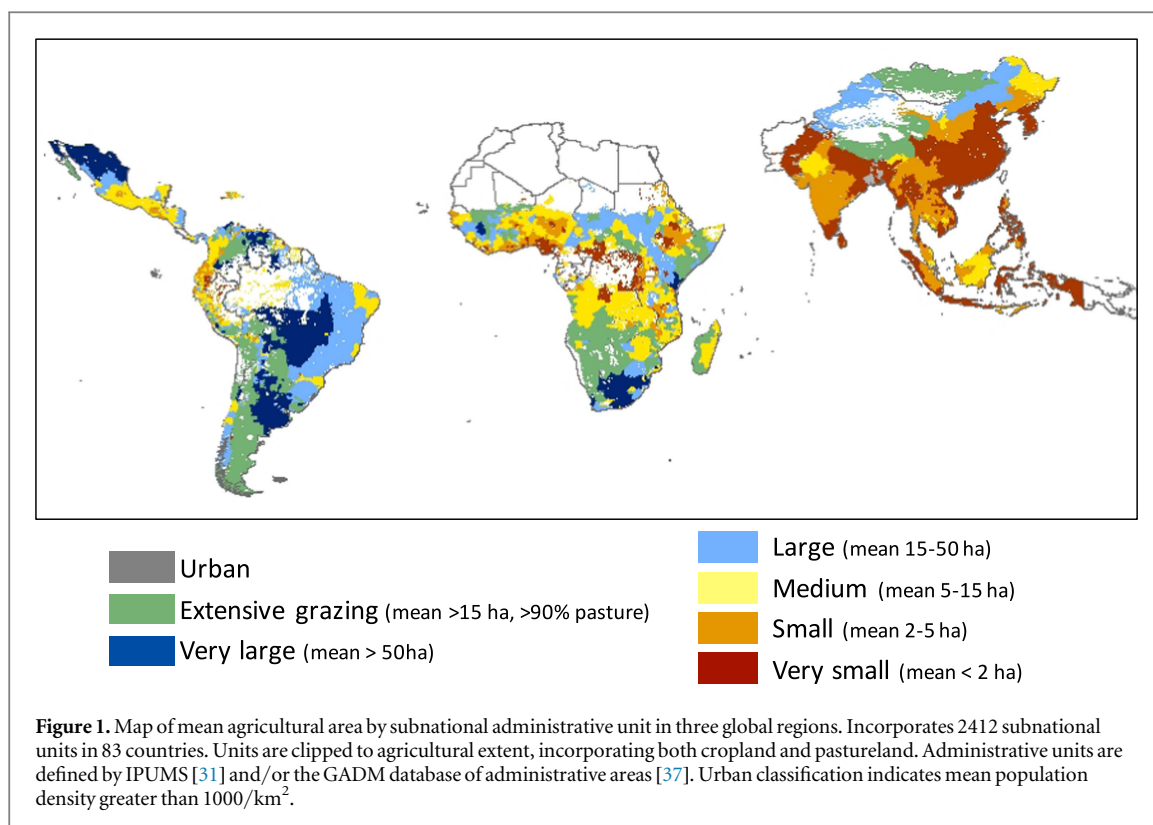 Urban
Extensive grazing (mean >15 ha, >90% pasture)
Very large (mean > 50ha)
Large (mean 15-50 ha)
Medium (mean 5-15 ha)
Small (mean 2-5 ha)
Very small (mean < 2 ha)
Figure 1. Map of mean agricultural area by subnational administrative unit in three global regions. Incorporates 2412 subnational
units in 83 countries. Units are clipped to agricultural extent, incorporating both cropland and pastureland. Administrative units are
defined by IPUMS [31] and/or the GADM database of administrative areas [37]. Urban classification indicates mean population
density greater than 1000/km².